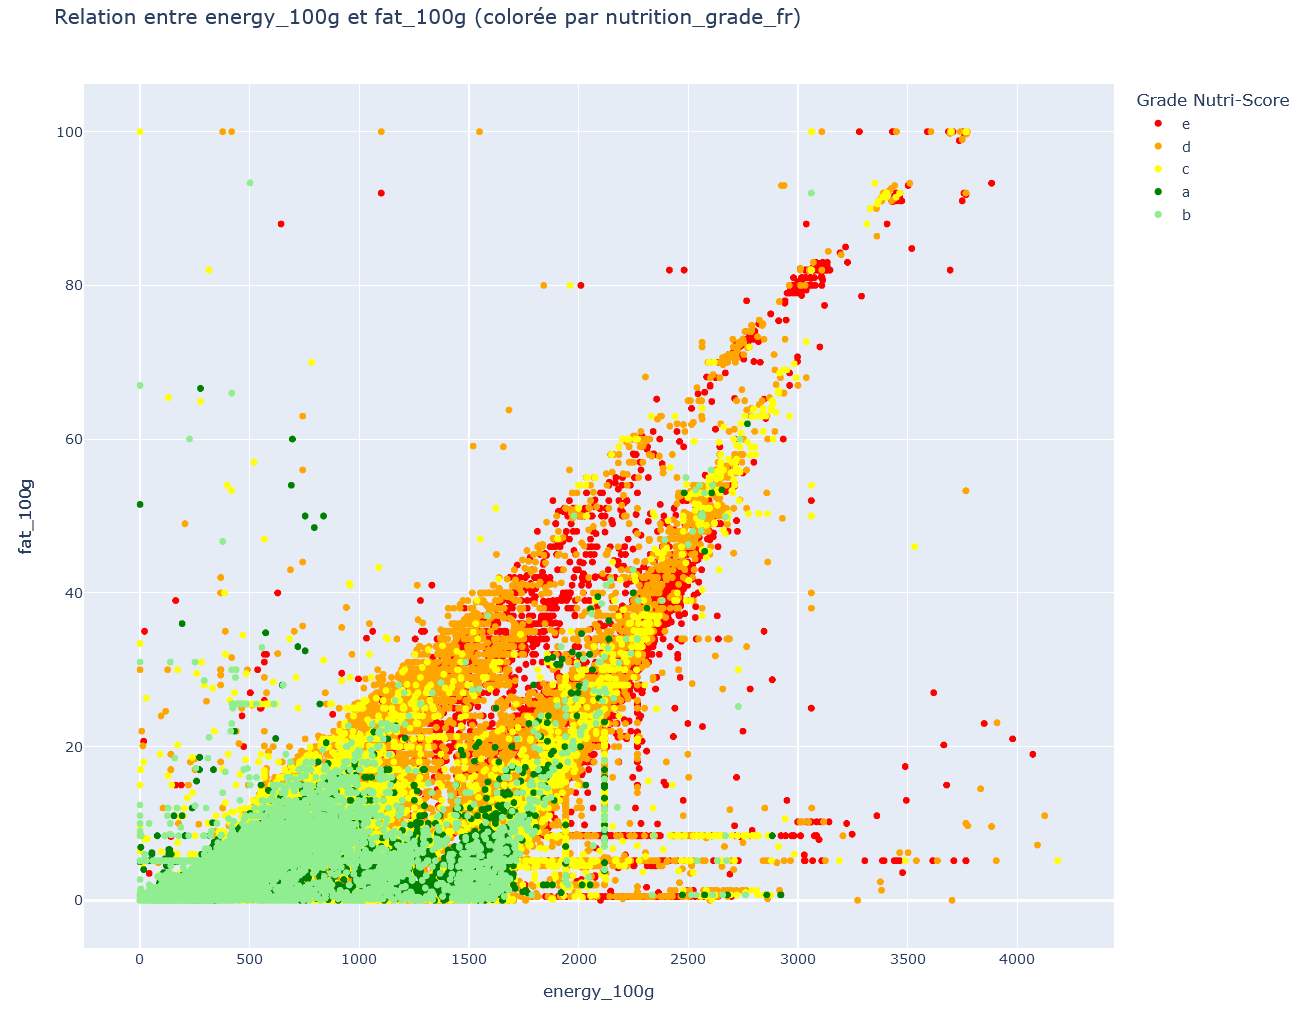 Relation entre energy_100g et fat_100g (colorée par nutrition_grade_fr)
Grade Nutri-Score
e
d
c
a
b
fat_100g
100
80
60
40
20
0
0 500 1000 1500 2000 2500 3000 3500 4000
energy_100g